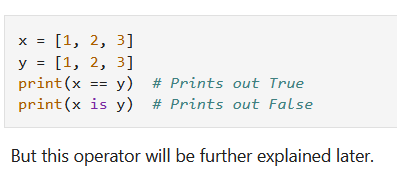 x = [1, 2, 3]
y = [1, 2, 3]
print(x == y)  # Prints out True
print(x is y)  # Prints out False
But this operator will be further explained later.